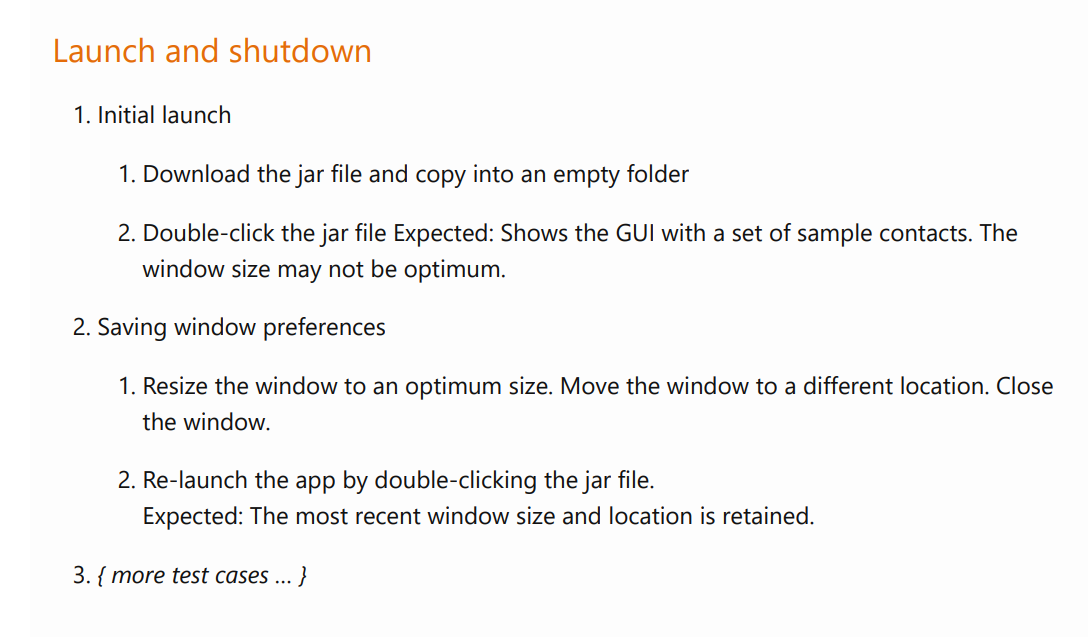 Launch and shutdown
1. Initial launch
1. Download the jar file and copy into an empty folder
2. Double-click the jar file Expected: Shows the GUI with a set of sample contacts. The
window size may not be optimum.
2. Saving window preferences
1. Resize the window to an optimum size. Move the window to a different location. Close
the window.
2. Re-launch the app by double-clicking the jar file.
Expected: The most recent window size and location is retained.
3. { more test cases … }